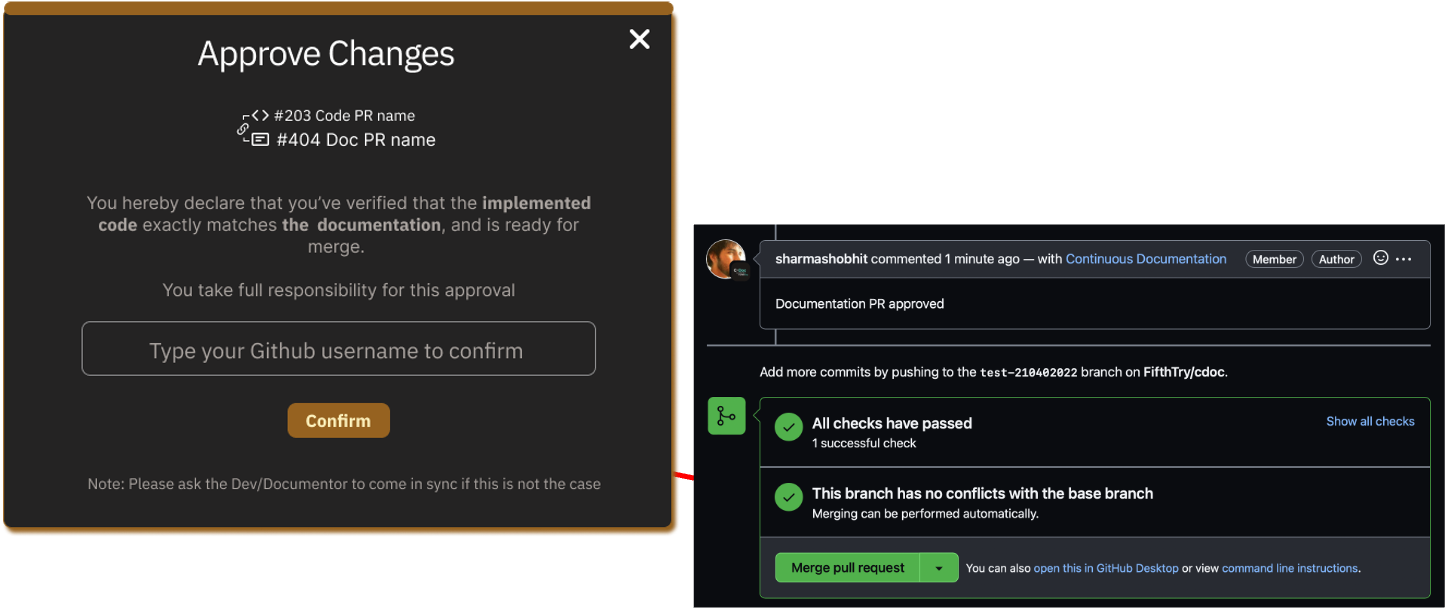 Approve Changes
#203 Code PR name
#404 Doc PR name
You hereby declare that you've verified that the implemented
code exactly matches the documentation, and is ready for
merge.
You take full responsibility for this approval
Type your Github username to confirm
Confirm
Note: Please ask the Dev/Documentor to come in sync if this is not the case
sharmashobhit commented 1 minute ago — with Continuous Documentation Member Author
Documentation PR approved
Add more commits by pushing to the test-210402022 branch on FifthTry/cdoc.
All checks have passed
Show all checks
1 successful check
This branch has no conflicts with the base branch
Merging can be performed automatically.
Merge pull request
You can also open this in GitHub Desktop or view command line instructions.